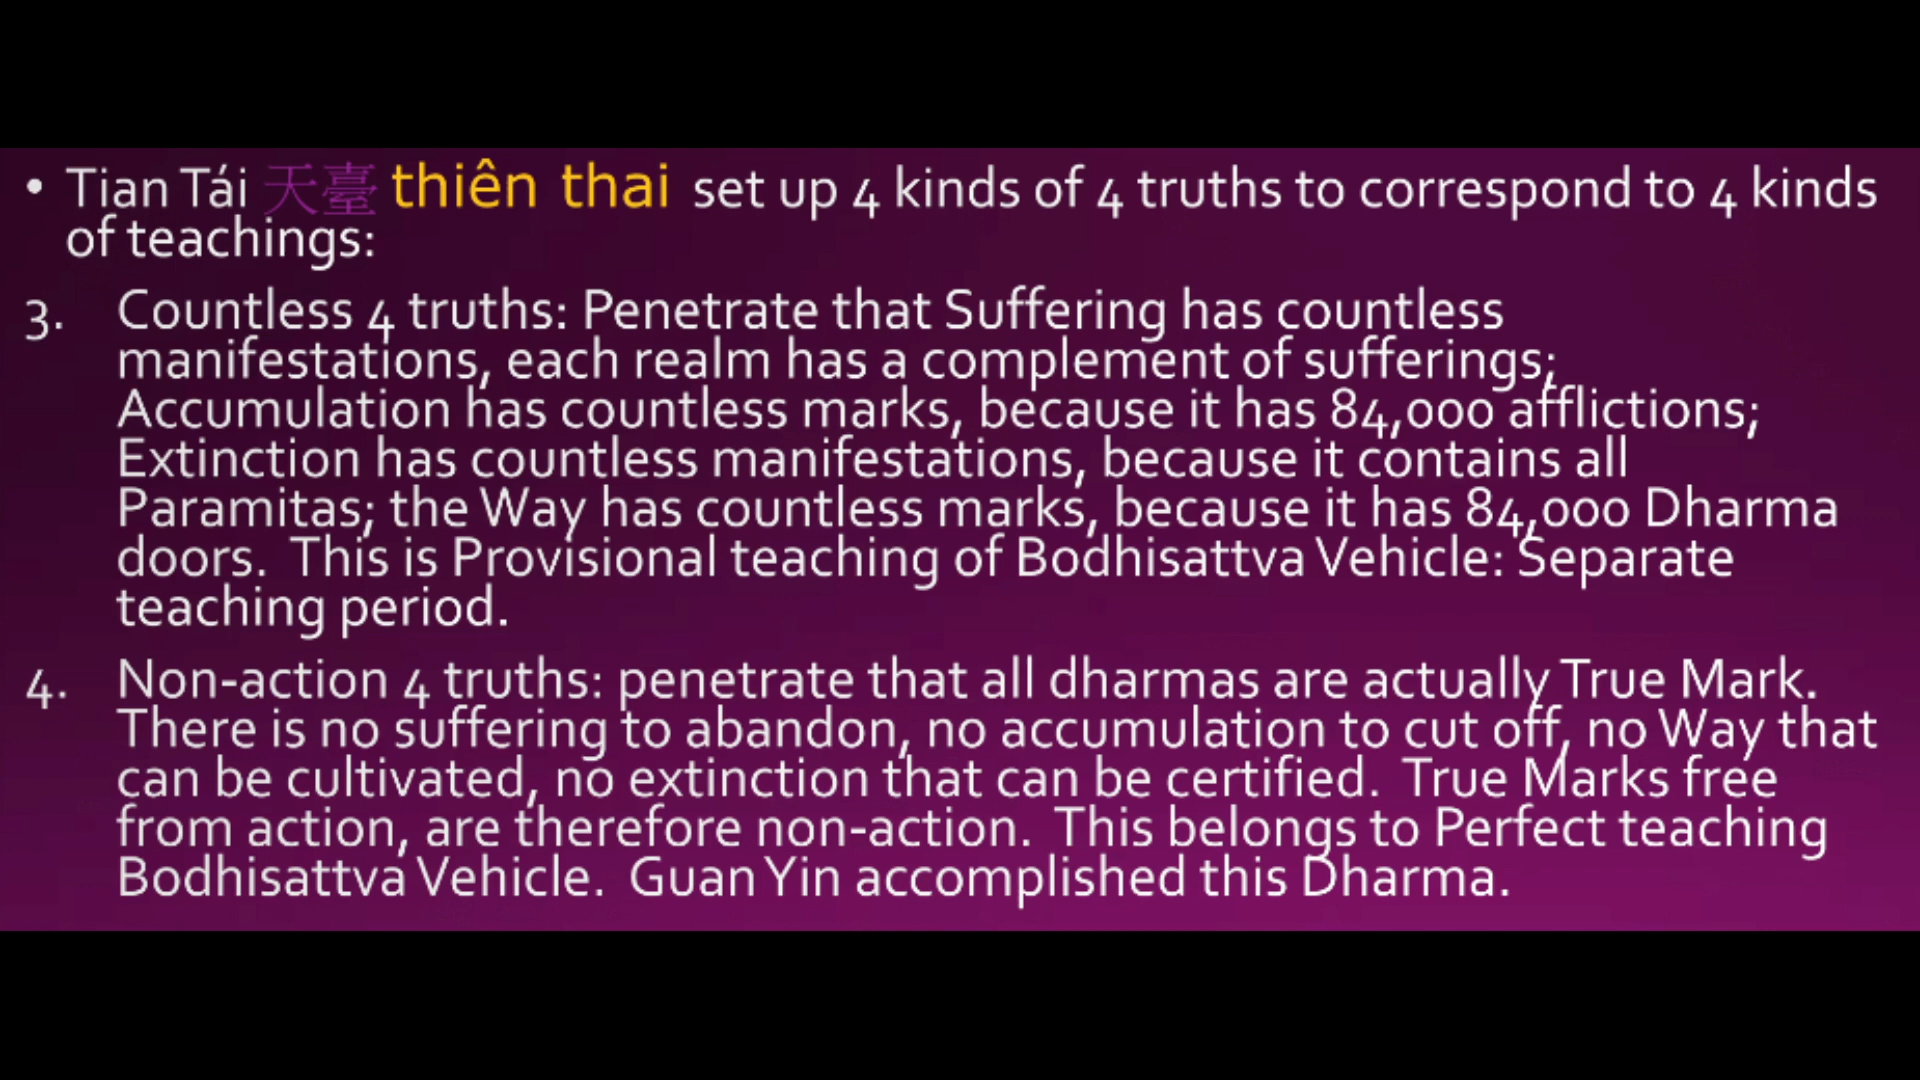 • Tian Tái 天臺 thiên thai set up 4 kinds of 4 truths to correspond to 4 kinds
of teachings:
3. Countless 4 truths: Penetrate that Suffering has countless
manifestations, each realm has a complement of sufferings;
Accumulation has countless marks, because it has 84,000 afflictions;
Extinction has countless manifestations, because it contains all
Paramitas; the Way has countless marks, because it has 84,000 Dharma
doors. This is Provisional teaching of Bodhisattva Vehicle: Separate
teaching period.
4. Non-action 4 truths: penetrate that all dharmas are actually True Mark.
There is no suffering to abandon, no accumulation to cut off, no Way that
can be cultivated, no extinction that can be certified. True Marks free
from action, are therefore non-action. This belongs to Perfect teaching
Bodhisattva Vehicle. Guan Yin accomplished this Dharma.